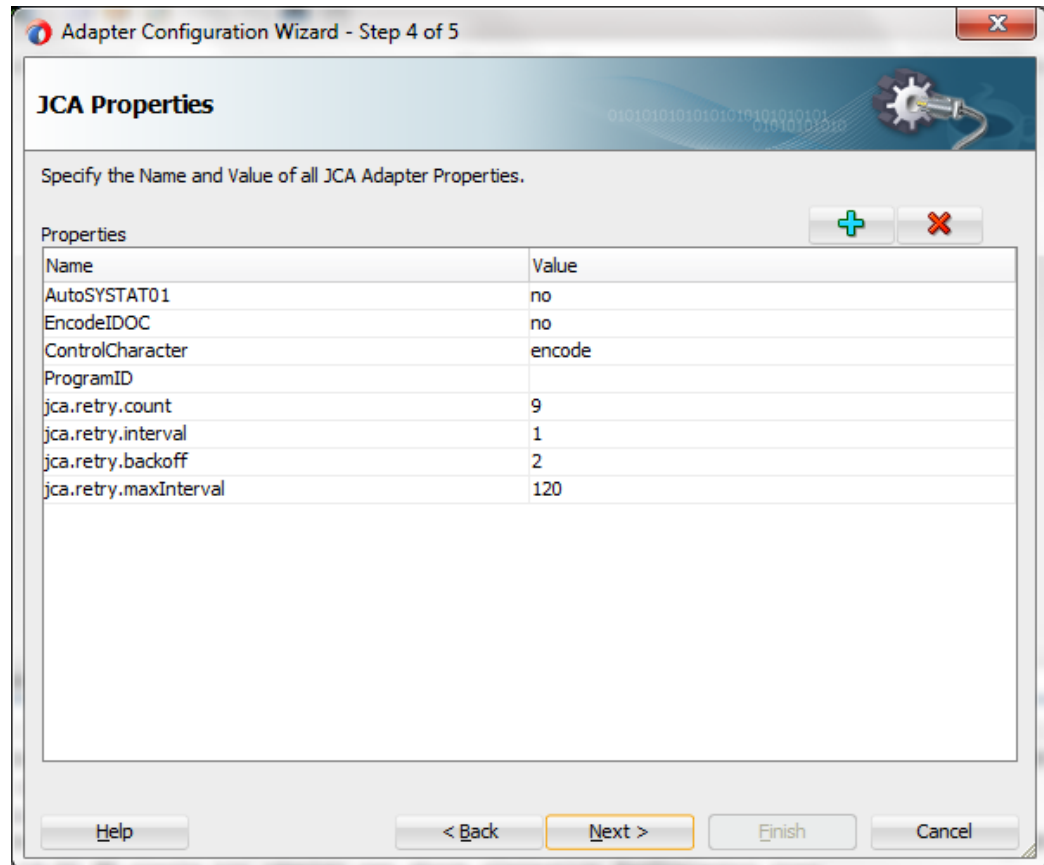 Adapter Configuration Wizard - Step 4 of 5
JCA Properties
Specify the Name and Value of all JCA Adapter Properties.
Properties
Name Value
AutoSYSTAT01 no
EncodeIDOC no
ControlCharacter encode
ProgramID
jca.retry.count 9
jca.retry.interval 1
jca.retry.backoff 2
jca.retry.maxInterval 120
Help < Back Next > Finish Cancel